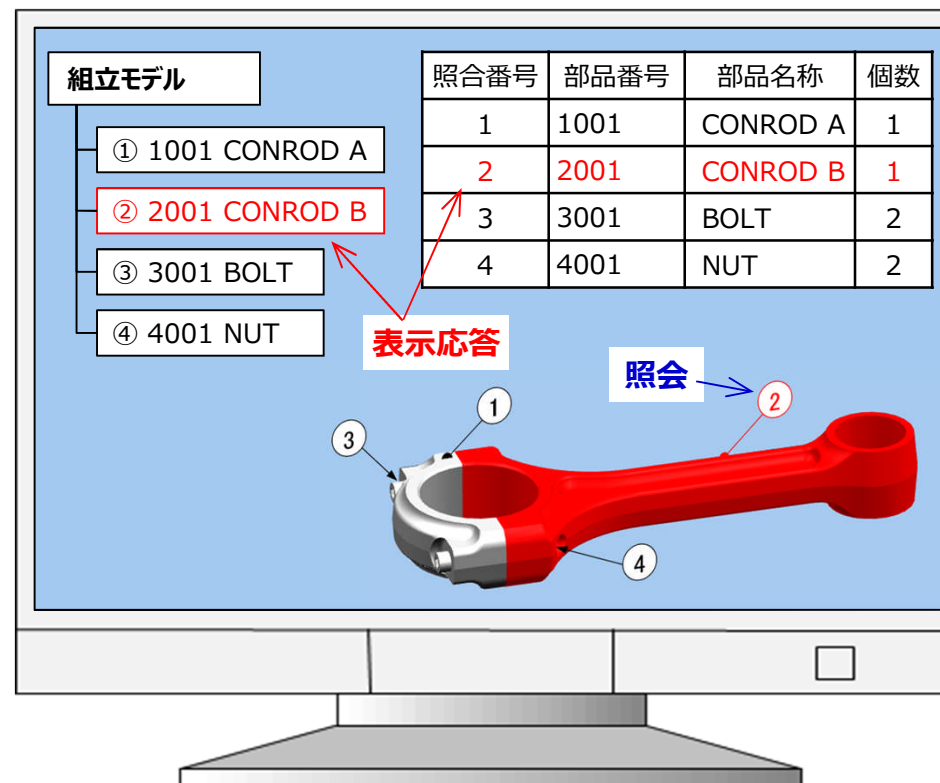 組立モデル
① 1001 CONROD A
② 2001 CONROD B
③ 3001 BOLT
④ 4001 NUT
照合番号 部品番号 部品名称 個数
1 1001 CONROD A 1
2 2001 CONROD B 1
3 3001 BOLT 2
4 4001 NUT 2
表示応答
照会
1
2
3
4